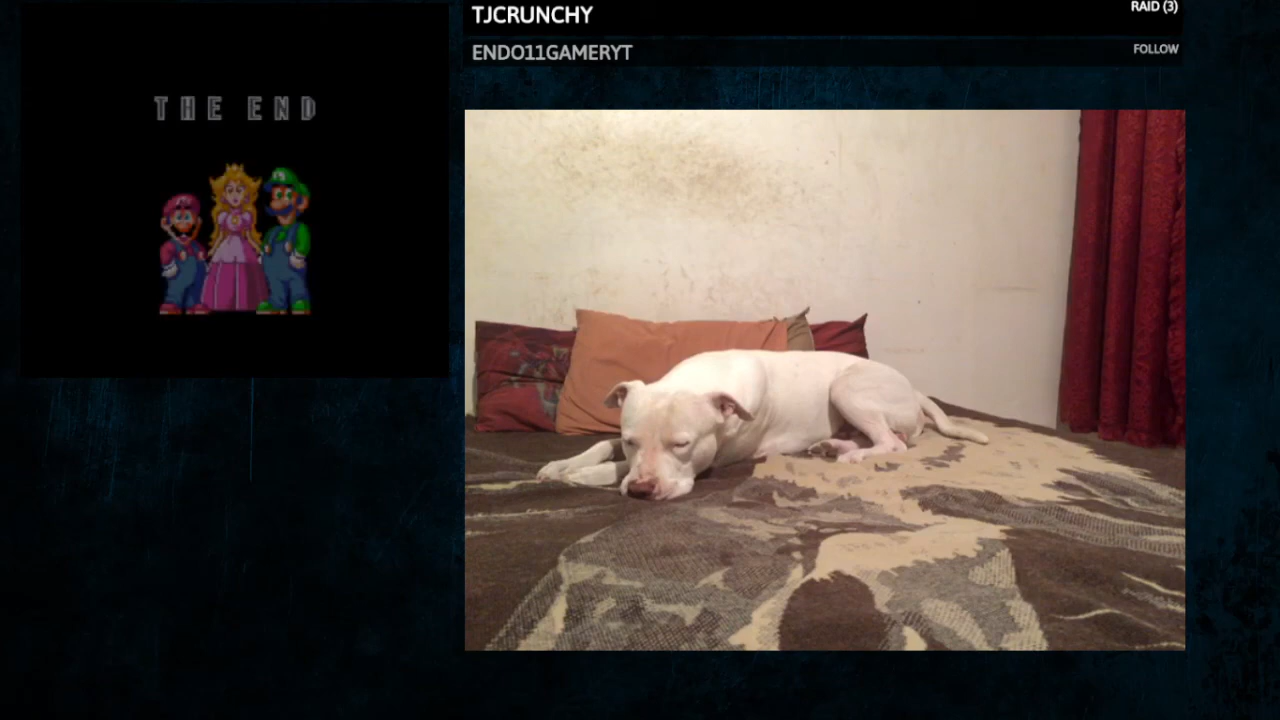 TJCRUNCHY RAID (3)
ENDO11GAMERYT FOLLOW
THE END